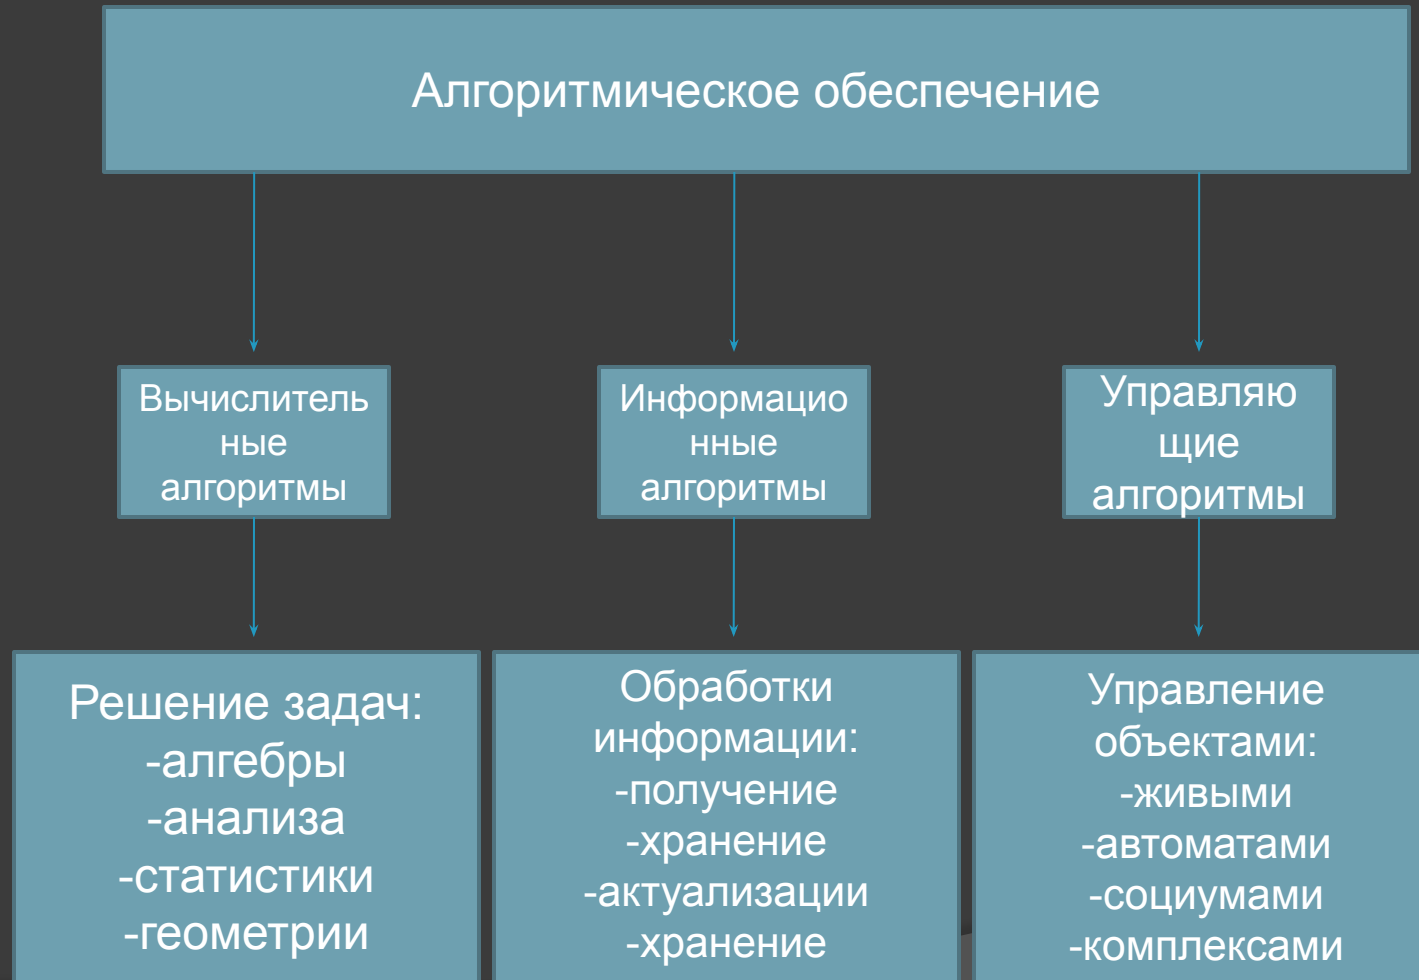 Алгоритмическое обеспечение
Вычислитель
ные
алгоритмы
Информацио
нные
алгоритмы
Управляю
щие
алгоритмы
Решение задач:
-алгебры
-анализа
-статистики
-геометрии
Обработки
информации:
-получение
-хранение
-актуализации
-хранение
Управление
объектами:
-живыми
-автоматами
-социумами
-комплексами